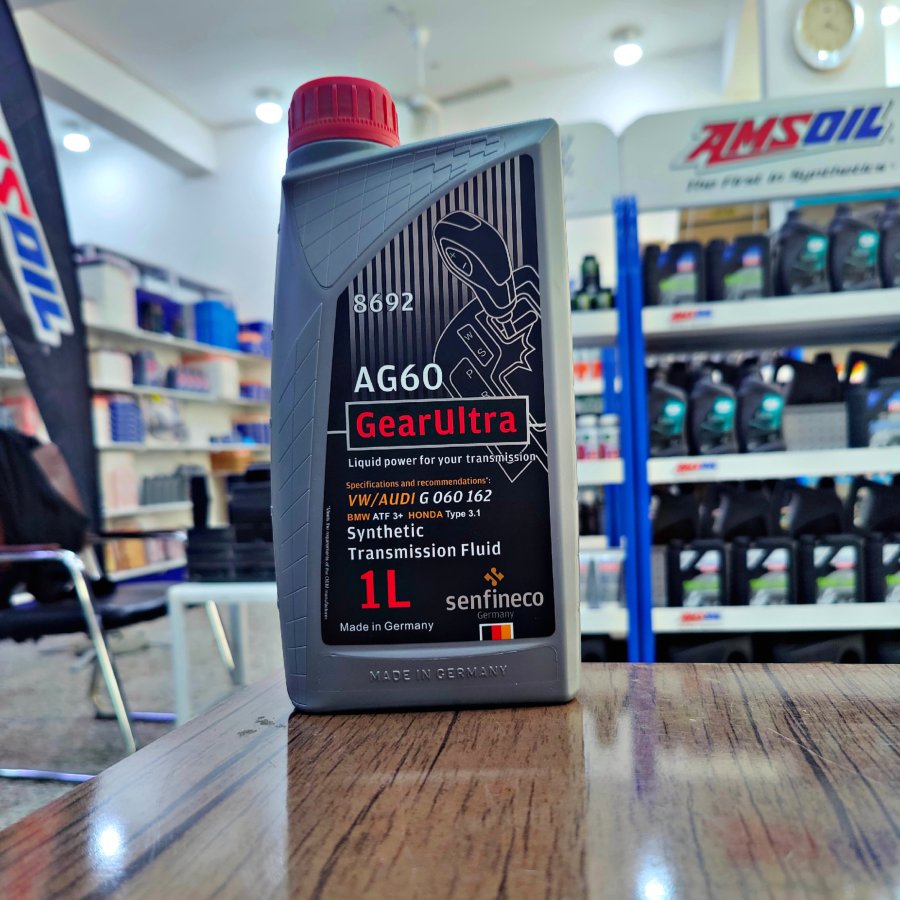 AMSOIL
The First In Synthetics
SOIL
8692
AG60
GearUltra
Liquid power for your transmission
Specifications and recommendations*:
VW/AUDI G 060 162
BMW ATF 3+ HONDA Type 3.1
Synthetic
Transmission Fluid
1L
senfineco
Germany
Made in Germany
MADE IN GERMANY